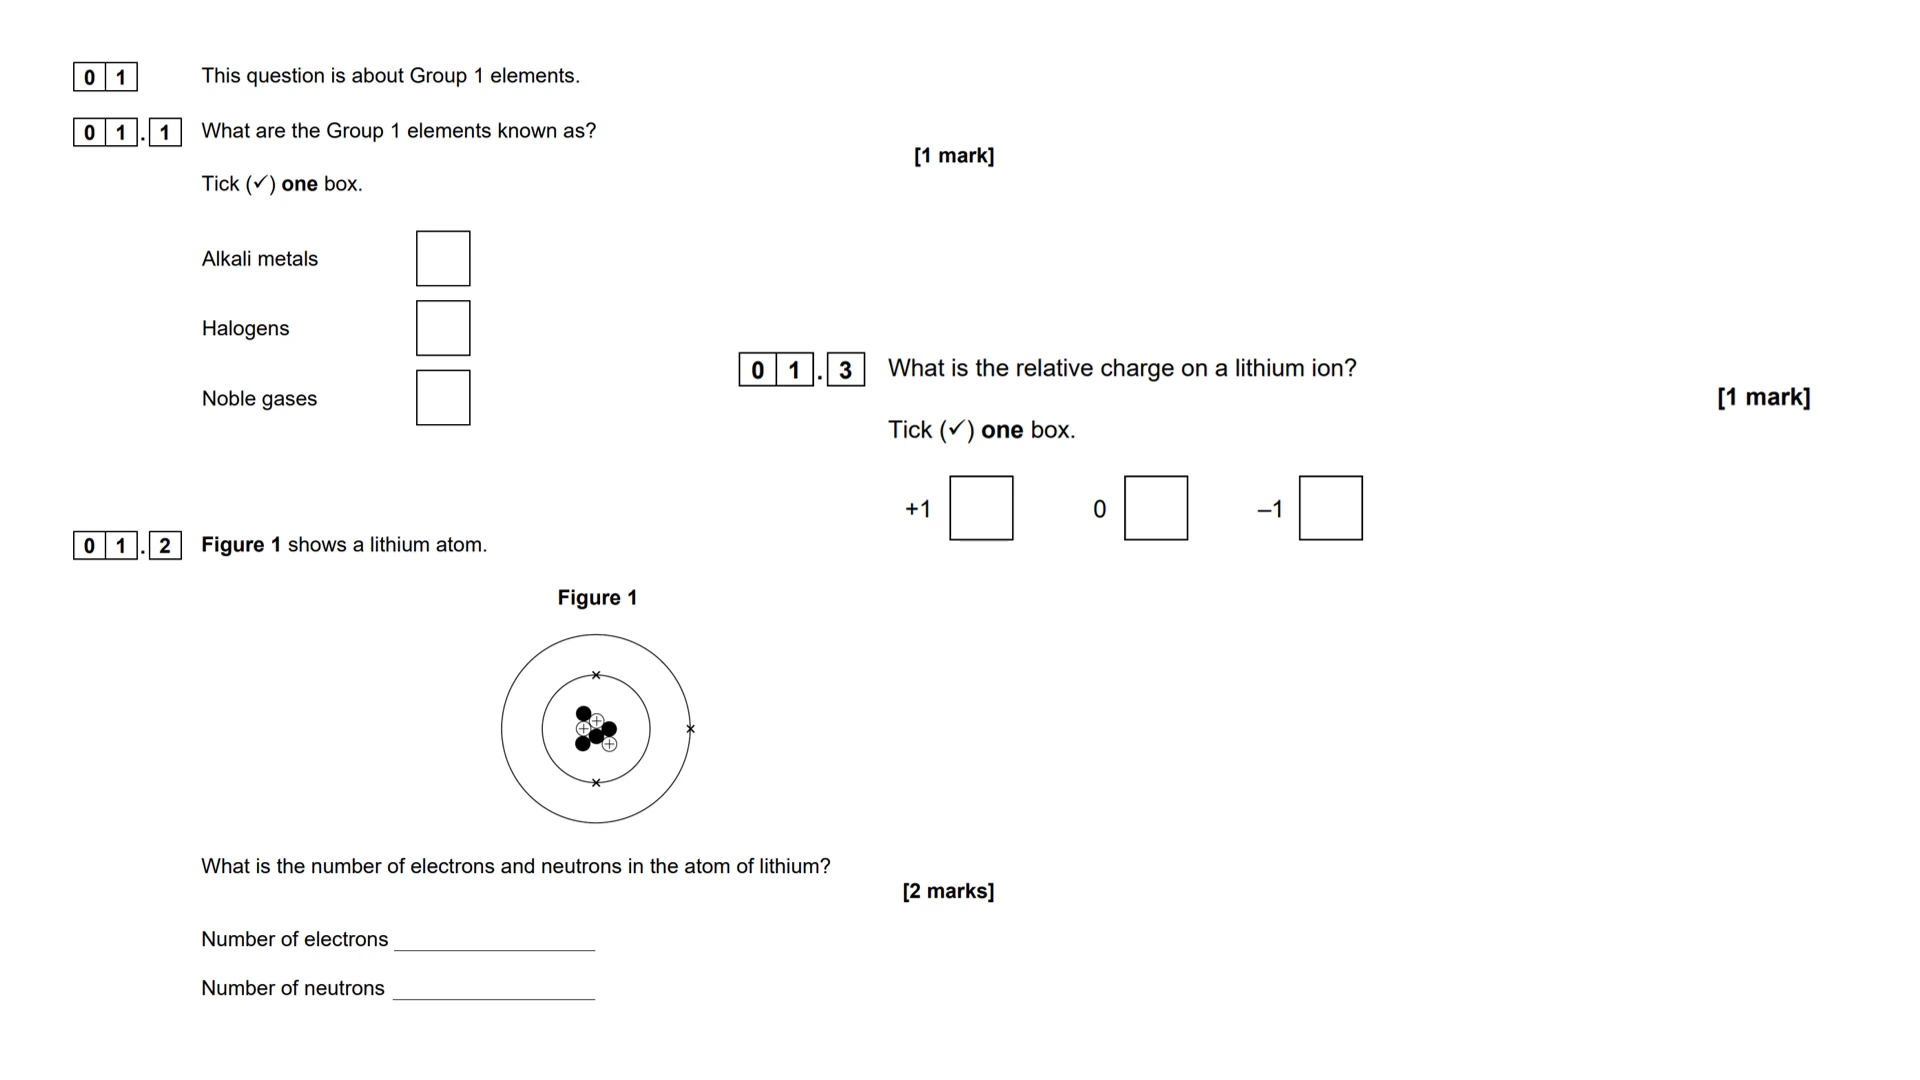 0 1 This question is about Group 1 elements.
0 1 . 1 What are the Group 1 elements known as?
[1 mark]
Tick (✓) one box.
Alkali metals
Halogens
Noble gases
0 1 . 2 Figure 1 shows a lithium atom.
Figure 1
What is the number of electrons and neutrons in the atom of lithium?
[2 marks]
Number of electrons
Number of neutrons
0 1 . 3 What is the relative charge on a lithium ion?
[1 mark]
Tick (✓) one box.
+1 0 –1